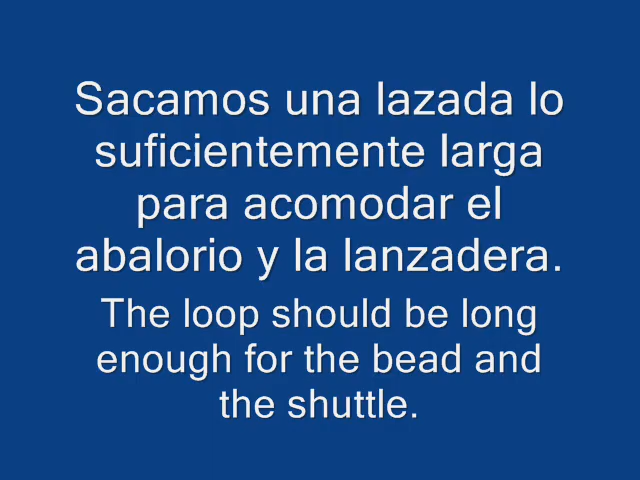 Sacamos una lazada lo
suficientemente larga
para acomodar el
abalorio y la lanzadera.
The loop should be long
enough for the bead and
the shuttle.